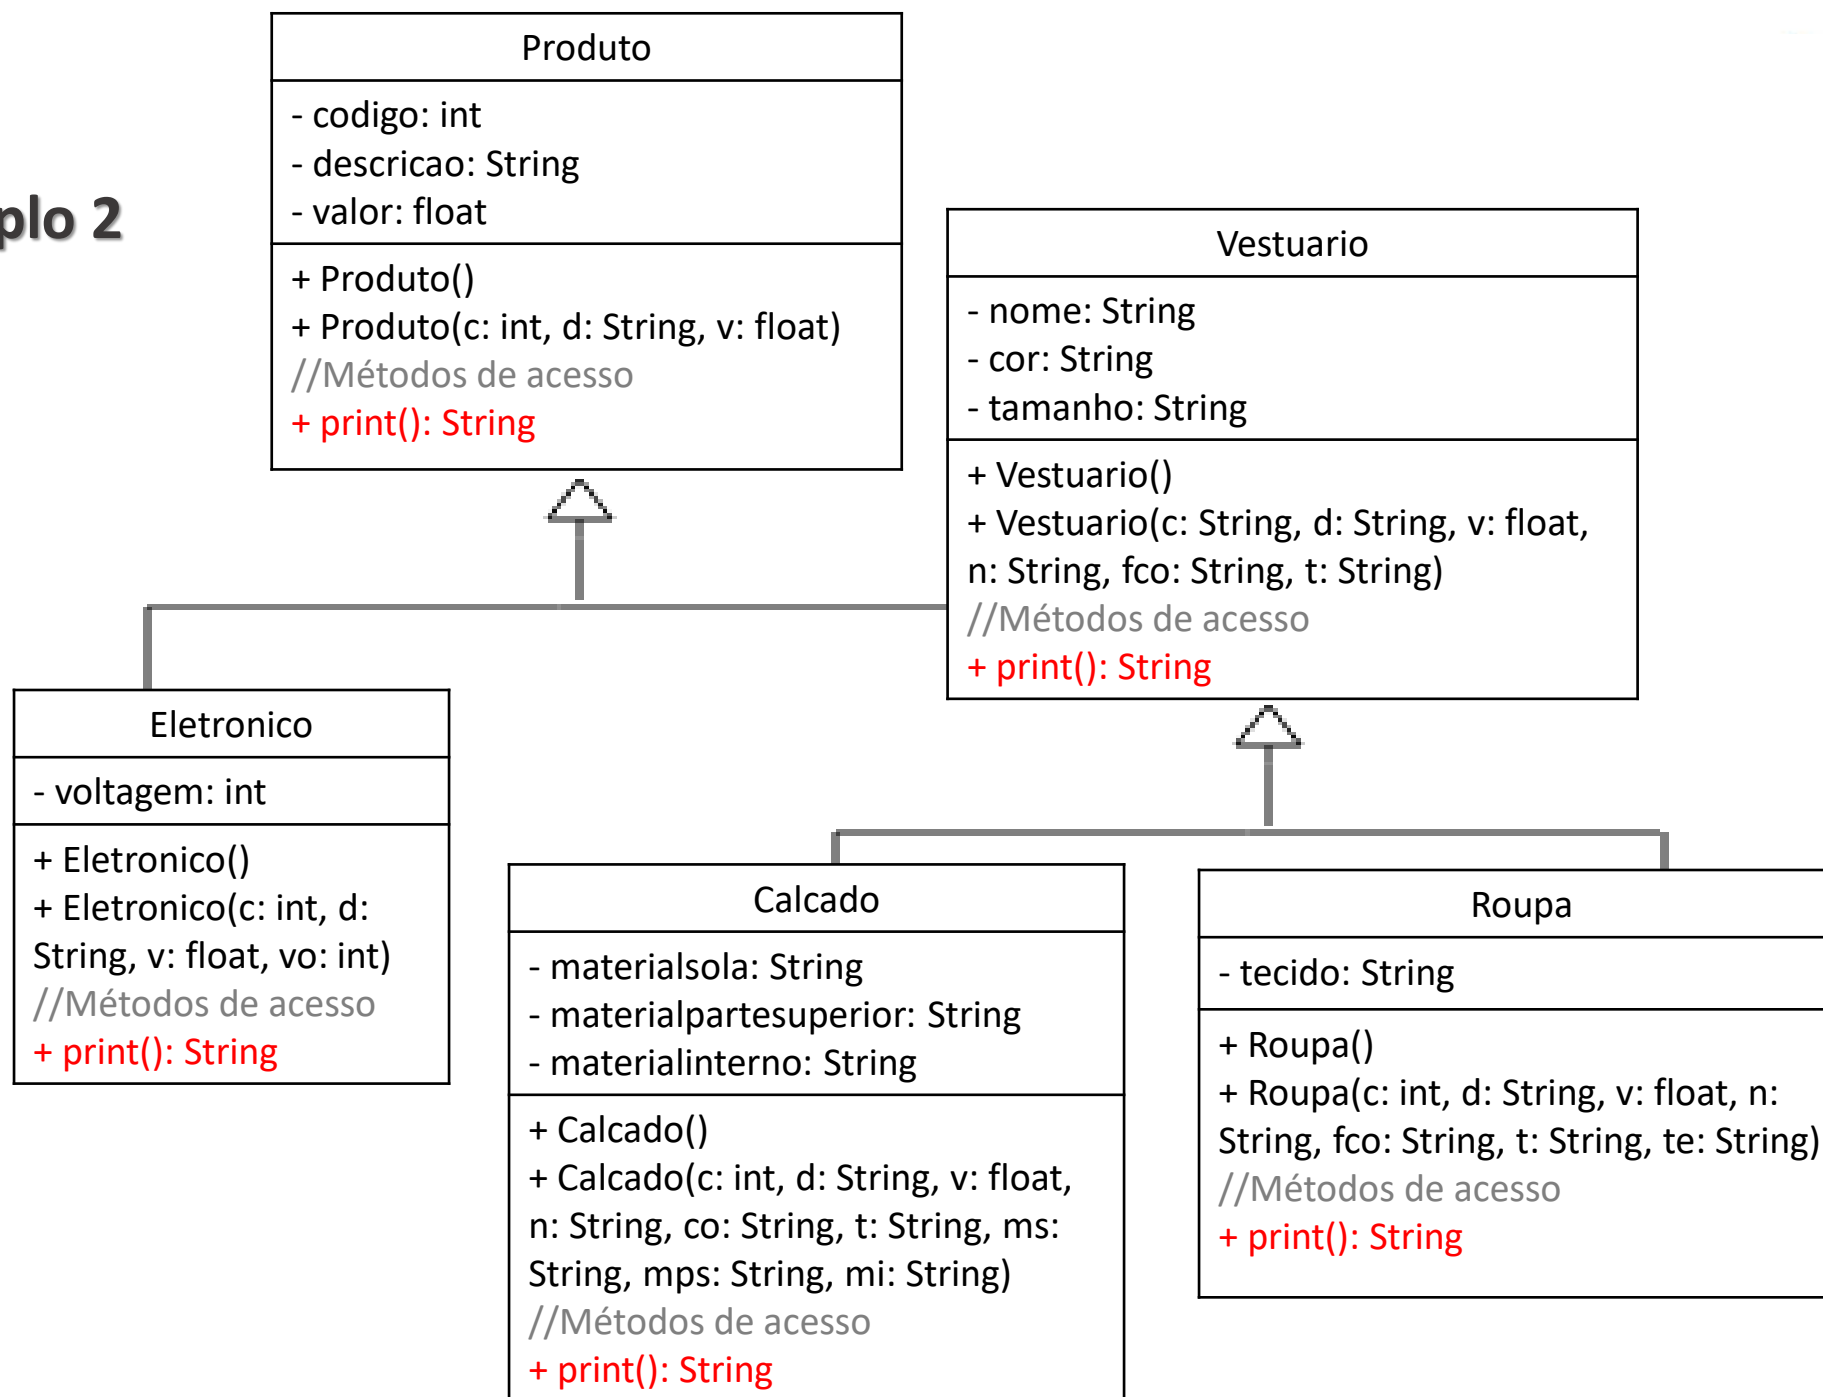 plo 2
Produto
- codigo: int
- descricao: String
- valor: float
+ Produto()
+ Produto(c: int, d: String, v: float)
//Métodos de acesso
+ print(): String
Vestuario
- nome: String
- cor: String
- tamanho: String
+ Vestuario()
+ Vestuario(c: String, d: String, v: float,
n: String, fco: String, t: String)
//Métodos de acesso
+ print(): String
Eletronico
- voltagem: int
+ Eletronico()
+ Eletronico(c: int, d:
String, v: float, vo: int)
//Métodos de acesso
+ print(): String
Calcado
- materialsola: String
- materialpartesuperior: String
- materialinterno: String
+ Calcado()
+ Calcado(c: int, d: String, v: float,
n: String, co: String, t: String, ms:
String, mps: String, mi: String)
//Métodos de acesso
+ print(): String
Roupa
- tecido: String
+ Roupa()
+ Roupa(c: int, d: String, v: float, n:
String, fco: String, t: String, te: String)
//Métodos de acesso
+ print(): String